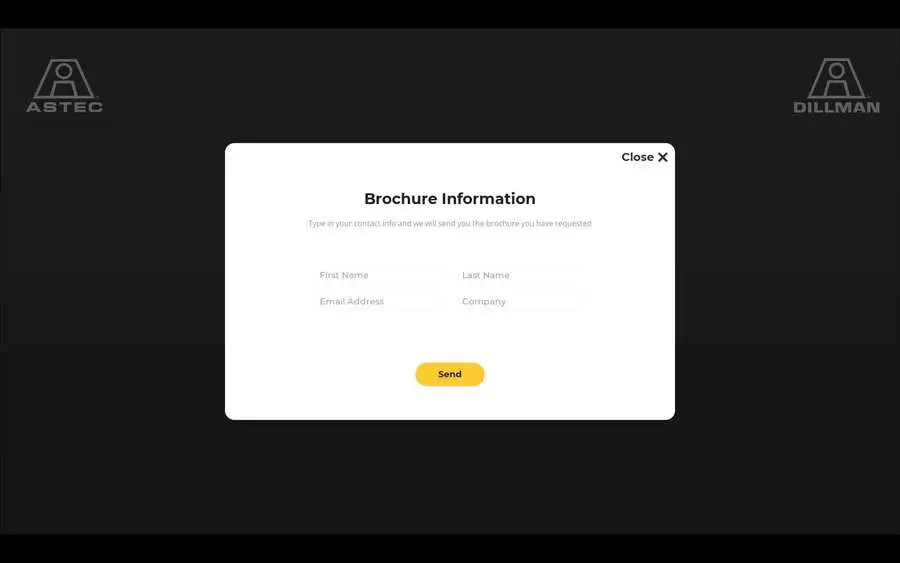 ASTEC
DILLMAN
Close
Brochure Information
Type in your contact info and we will send you the brochure you have requested
First Name
Last Name
Email Address
Company
Send